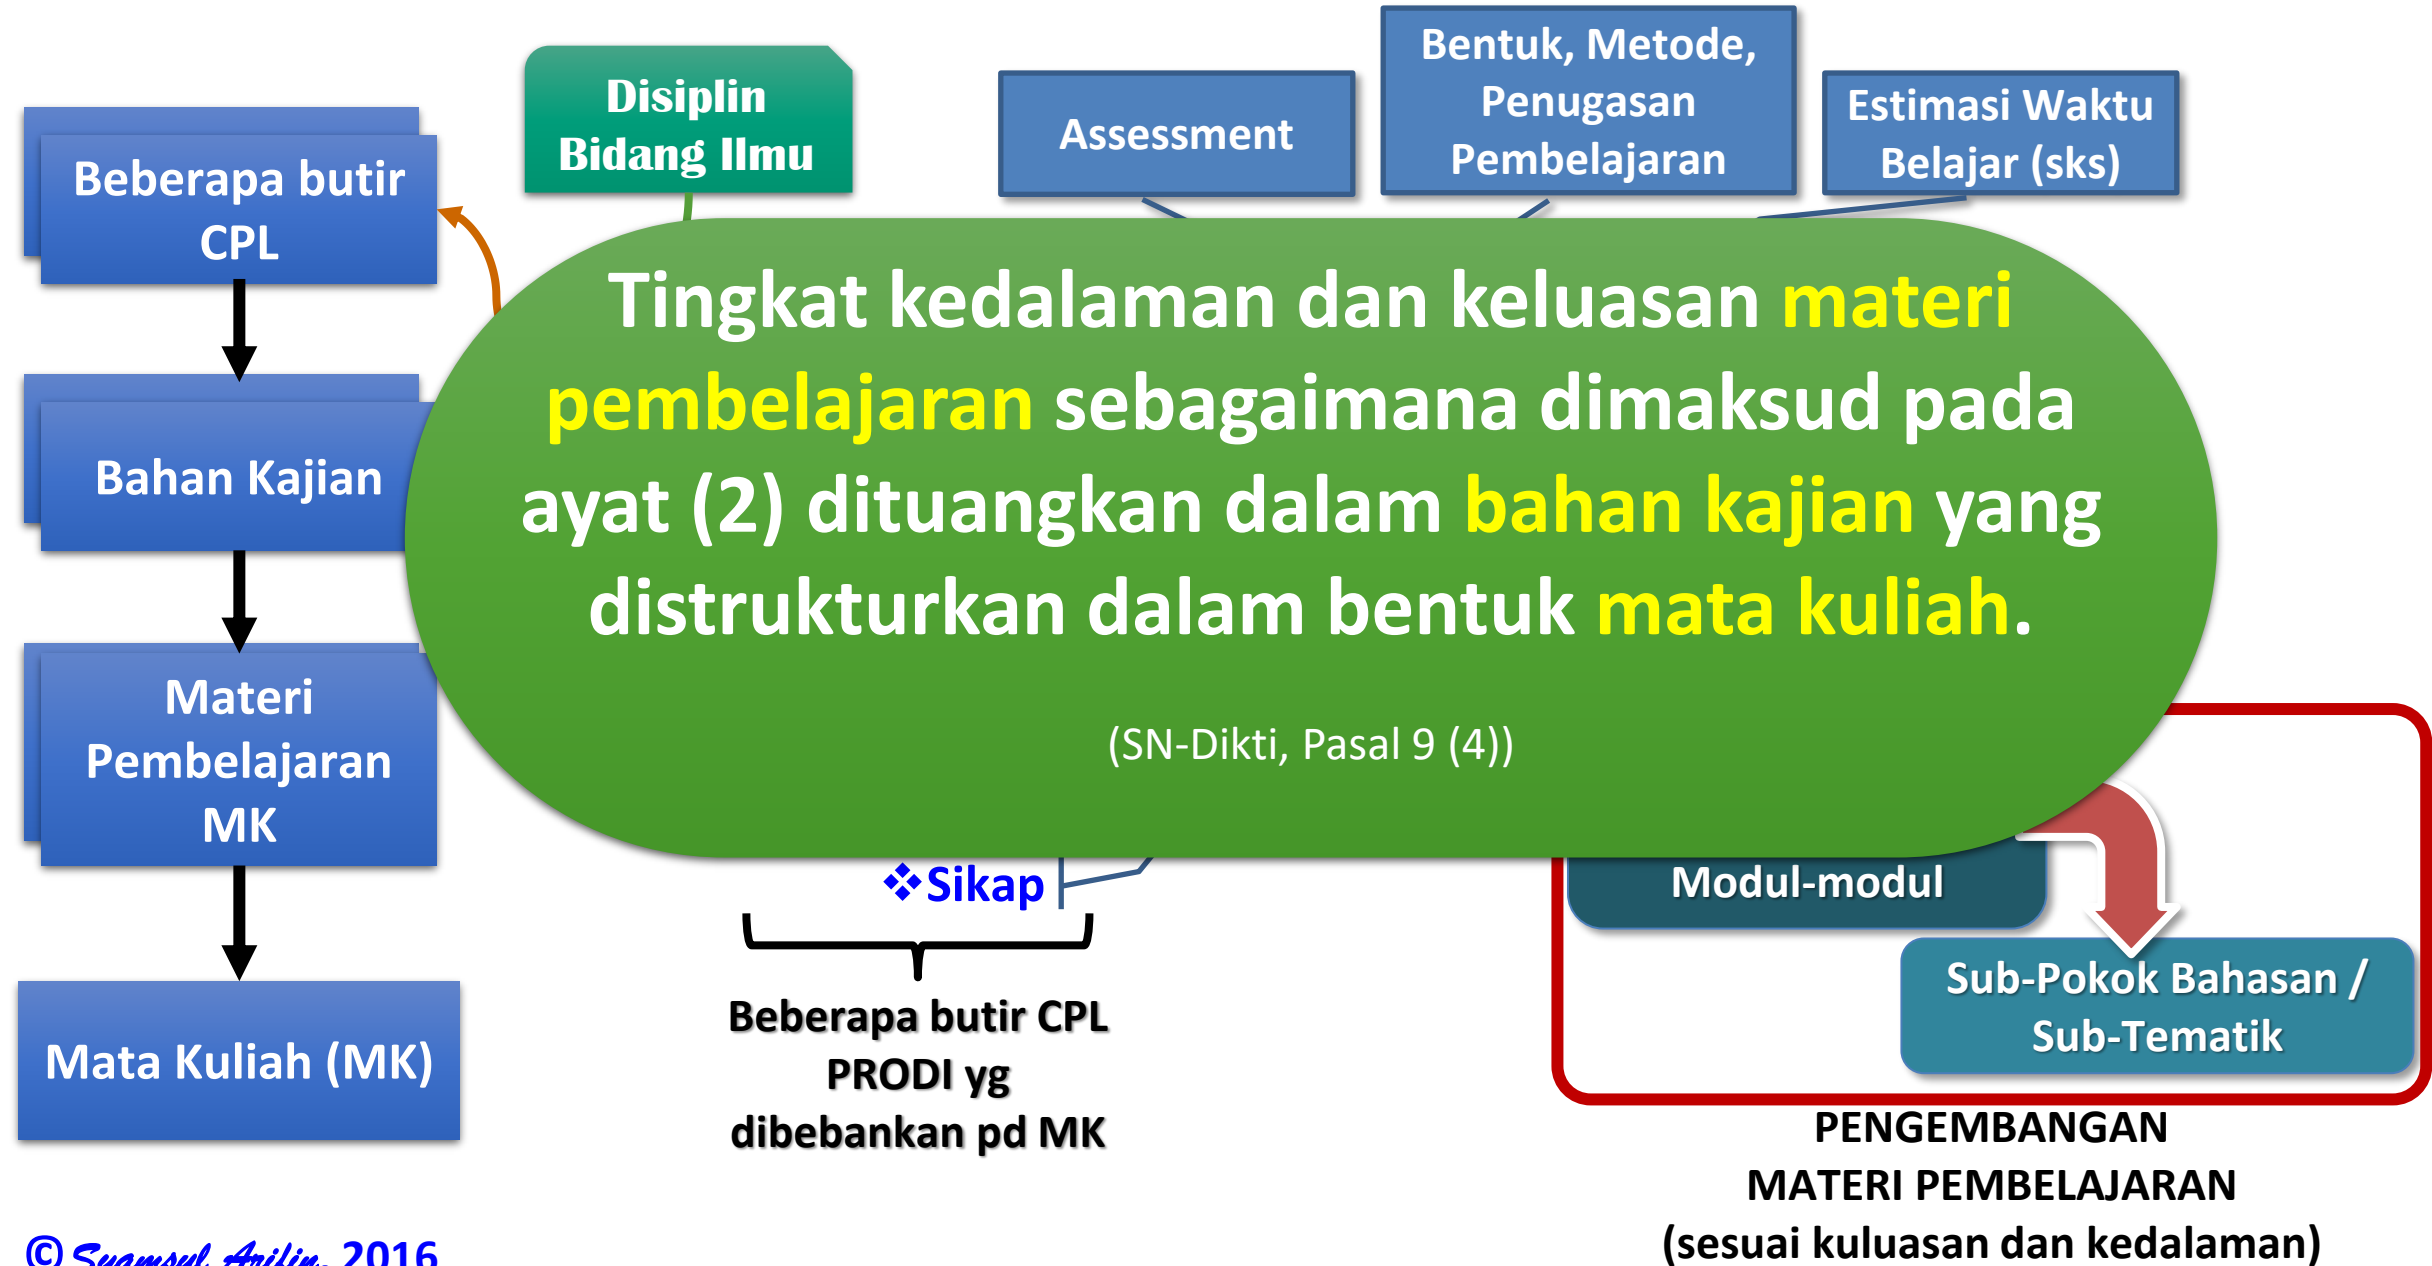 Beberapa butir
CPL
Bahan Kajian
Materi
Pembelajaran
MK
Mata Kuliah (MK)
Disiplin
Bidang Ilmu
Assessment
Bentuk, Metode,
Penugasan
Pembelajaran
Estimasi Waktu
Belajar (sks)
Tingkat kedalaman dan keluasan materi
pembelajaran sebagaimana dimaksud pada
ayat (2) dituangkan dalam bahan kajian yang
distrukturkan dalam bentuk mata kuliah.
(SN-Dikti, Pasal 9 (4))
❖Sikap
Beberapa butir CPL
PRODI yg
dibebankan pd MK
Modul-modul
Sub-Pokok Bahasan /
Sub-Tematik
PENGEMBANGAN
MATERI PEMBELAJARAN
(sesuai kuluasan dan kedalaman)
© Syamsul Arifin, 2016